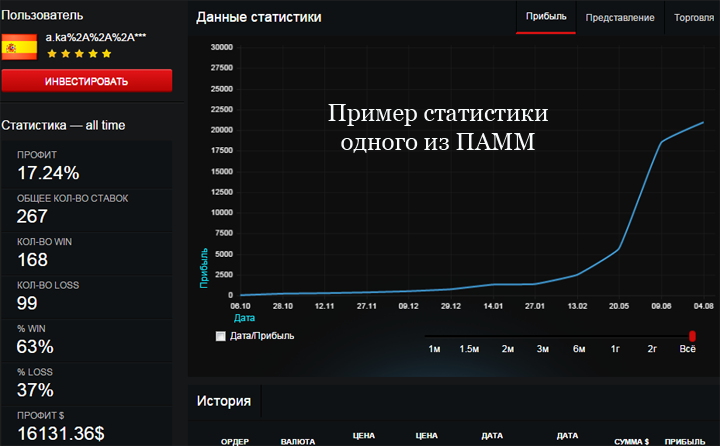 Пользователь
a.ka%2A%2A%2A***
ИНВЕСТИРОВАТЬ
Статистика — all time
ПРОФИТ
17.24%
ОБЩЕЕ КОЛ-ВО СТАВОК
267
КОЛ-ВО WIN
168
КОЛ-ВО LOSS
99
% WIN
63%
% LOSS
37%
ПРОФИТ $
16131.36$
Данные статистики
Прибыль Представление Торговля
Пример статистики
одного из ПАММ
30000
27500
25000
22500
20000
17500
15000
12500
10000
7500
5000
2500
0
Прибыль
06.10 28.10 12.11 27.11 09.12 29.12 14.01 27.01 13.02 20.05 09.06 04.08
Дата
Дата/Прибыль
1м 1.5м 2м 3м 6м 1г 2г Всё
История
ОРДЕР ВАЛЮТА ЦЕНА ЦЕНА ДАТА ДАТА СУММА $ ПРИБЫЛЬ